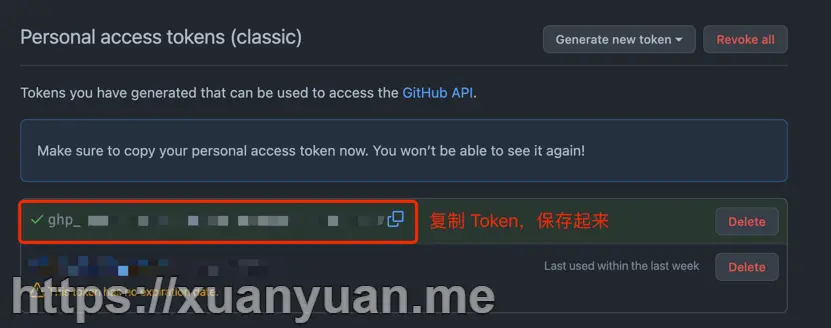 Personal access tokens (classic)
Generate new token
Revoke all
Tokens you have generated that can be used to access the GitHub API.
Make sure to copy your personal access token now. You won't be able to see it again!
ghp_
复制 Token，保存起来
Delete
Last used within the last week
Delete
This token has no expiration date.
https://xuanyuan.me